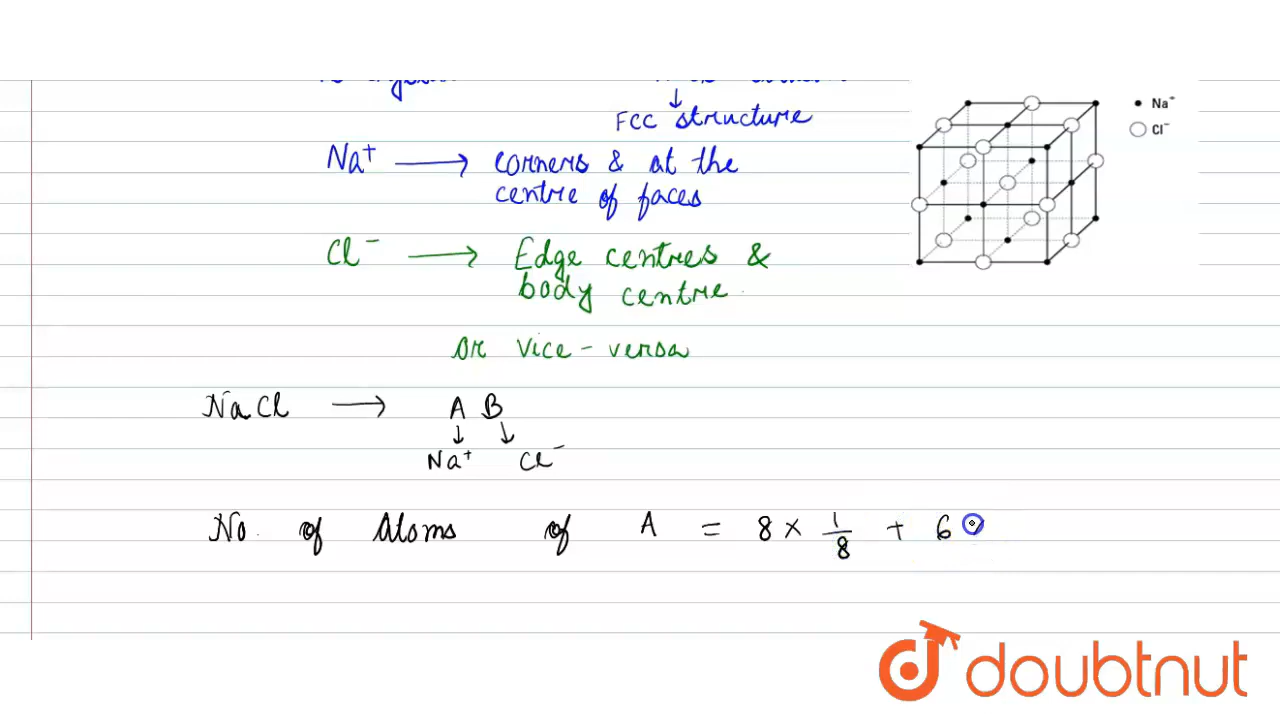 FCC structure
Na⁺ → corners & at the
centre of faces
Cl⁻ → Edge centres &
body centre
or vice-versa
NaCl → A B
↓ ↓
Na⁺ Cl⁻
No. of Atoms of A = 8 × 1/8 + 6
Na⁺
Cl⁻
doubtnut